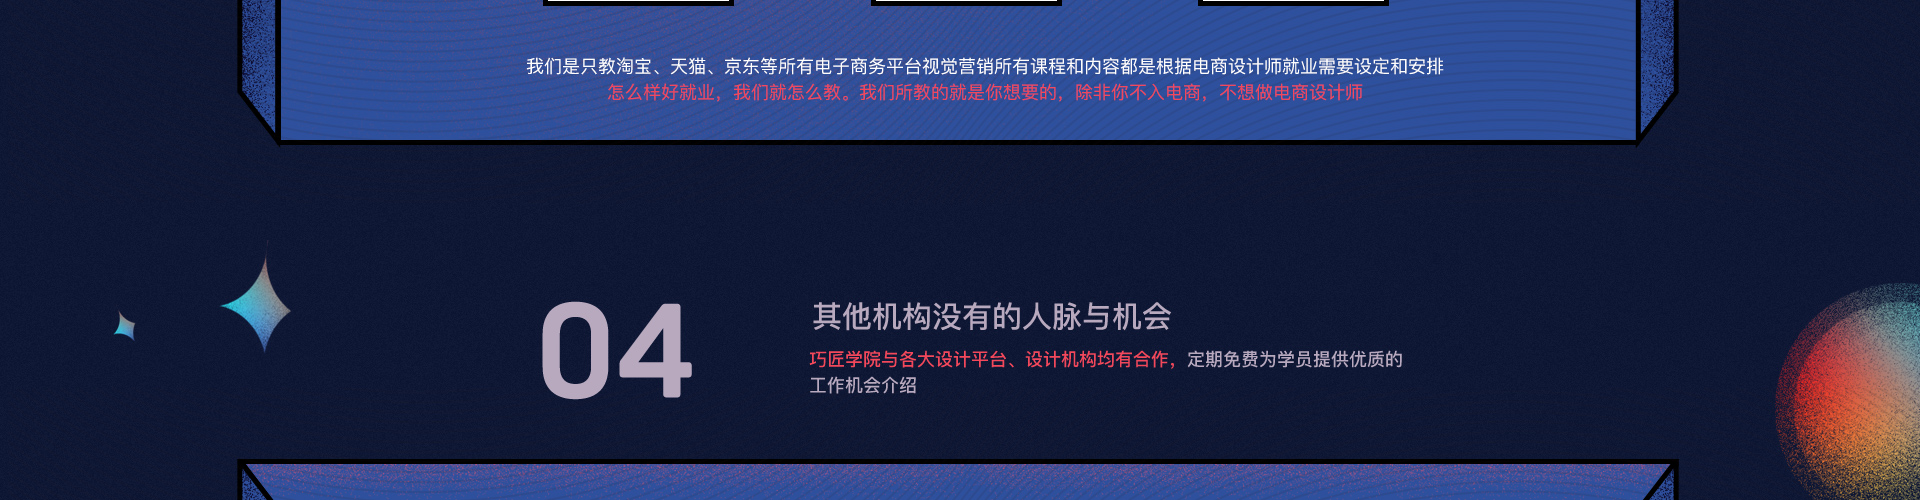 我们是只教淘宝、天猫、京东等所有电子商务平台视觉营销所有课程和内容都是根据电商设计师就业需要设定和安排
怎么样好就业，我们就怎么教。我们所教的就是你想要的，除非你不入电商，不想做电商设计师
04
其他机构没有的人脉与机会
巧匠学院与各大设计平台、设计机构均有合作，定期免费为学员提供优质的
工作机会介绍